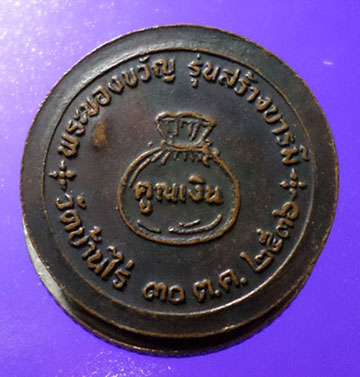 พระของขวัญ รุ่นสร้างบารมี
คูณเงิน
วัดบ้านไร่ ๓๐ ต.ค. ๒๕๓๖